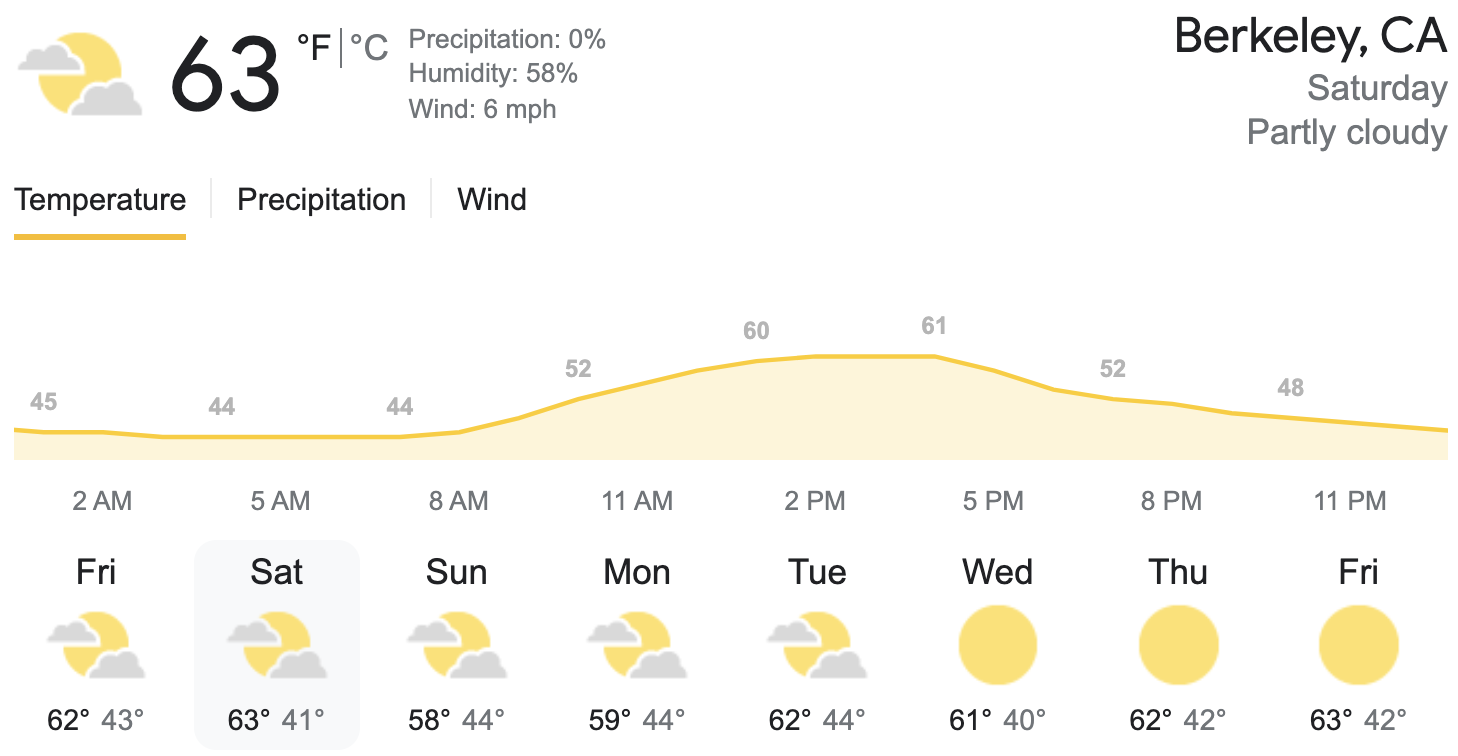 63 °F | °C
Precipitation: 0%
Humidity: 58%
Wind: 6 mph
Berkeley, CA
Saturday
Partly cloudy
Temperature | Precipitation | Wind
45 44 44 52 60 61 52 48
2 AM 5 AM 8 AM 11 AM 2 PM 5 PM 8 PM 11 PM
Fri Sat Sun Mon Tue Wed Thu Fri
62° 43° 63° 41° 58° 44° 59° 44° 62° 44° 61° 40° 62° 42° 63° 42°